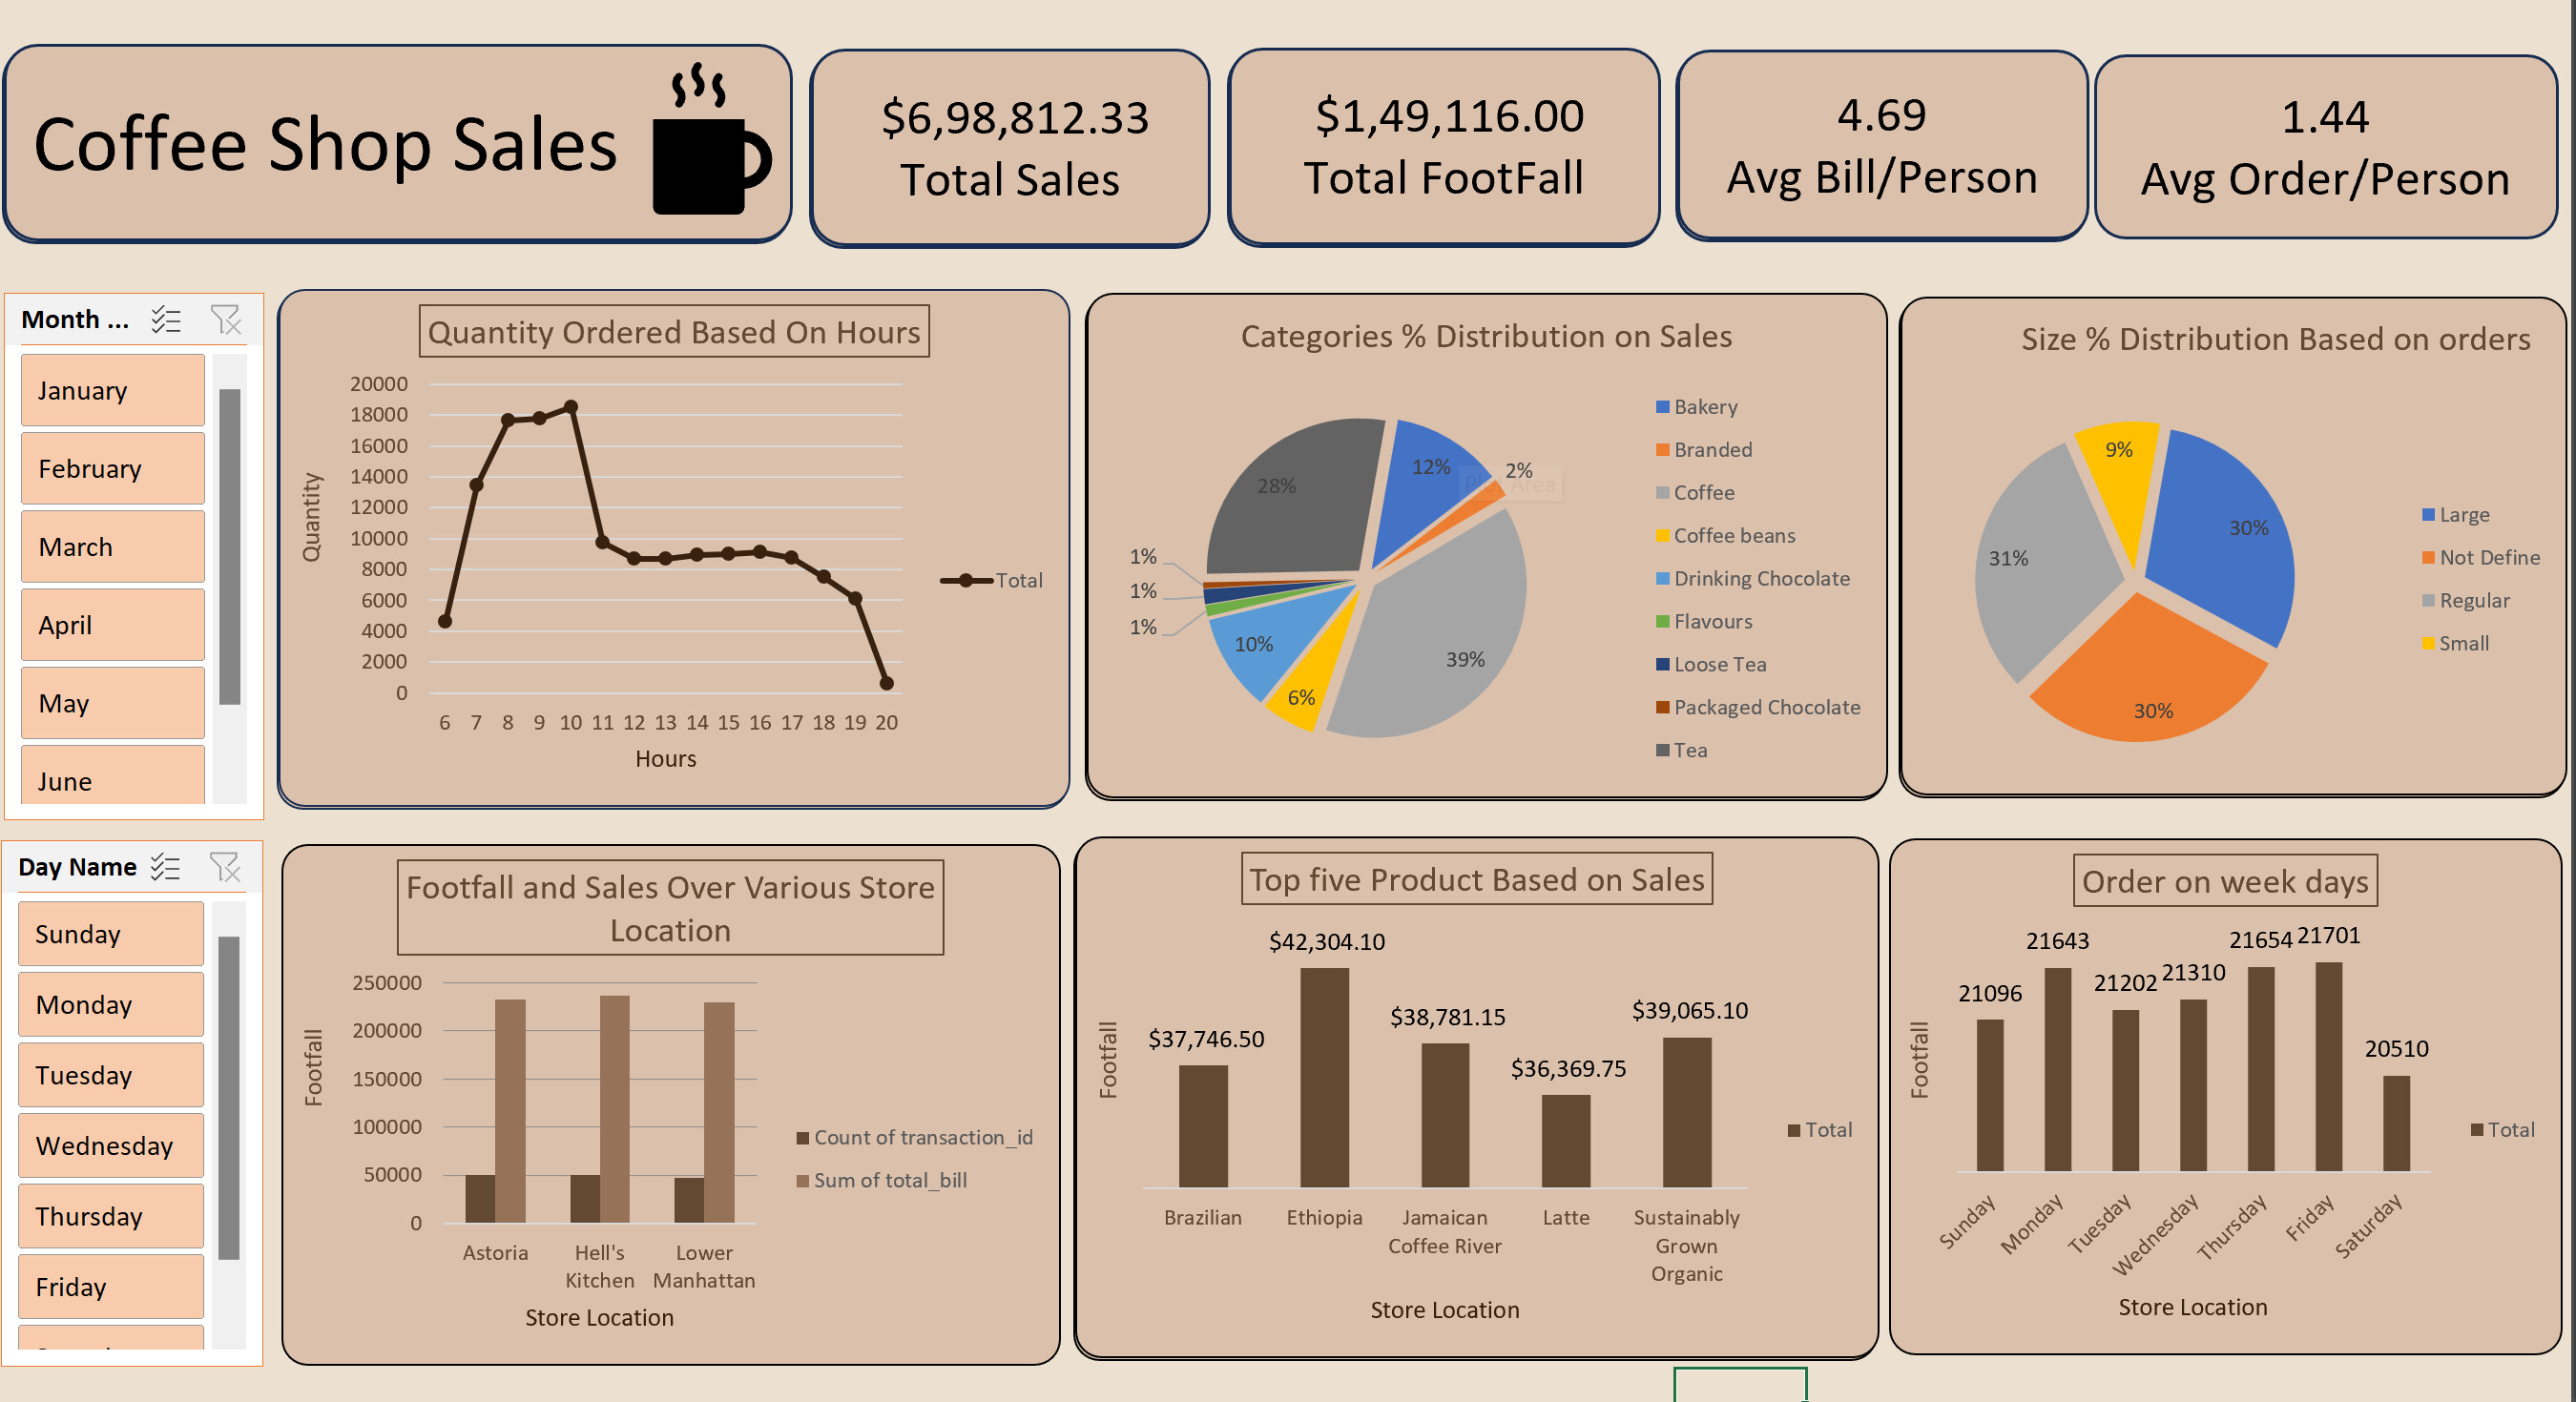 Coffee Shop Sales
$6,98,812.33
Total Sales
$1,49,116.00
Total FootFall
4.69
Avg Bill/Person
1.44
Avg Order/Person
Month ...
January
February
March
April
May
June
Quantity Ordered Based On Hours
20000
18000
16000
14000
12000
10000
8000
6000
4000
2000
0
Quantity
6 7 8 9 10 11 12 13 14 15 16 17 18 19 20
Hours
Total
Categories % Distribution on Sales
12%
2%
Plot Area
28%
1%
1%
1%
10%
6%
39%
Bakery
Branded
Coffee
Coffee beans
Drinking Chocolate
Flavours
Loose Tea
Packaged Chocolate
Tea
Size % Distribution Based on orders
9%
30%
31%
30%
Large
Not Define
Regular
Small
Day Name
Sunday
Monday
Tuesday
Wednesday
Thursday
Friday
Footfall and Sales Over Various Store
Location
250000
200000
150000
100000
50000
0
Footfall
Astoria
Hell's
Kitchen
Lower
Manhattan
Store Location
Count of transaction_id
Sum of total_bill
Top five Product Based on Sales
$37,746.50
$42,304.10
$38,781.15
$36,369.75
$39,065.10
Footfall
Brazilian
Ethiopia
Jamaican
Coffee River
Latte
Sustainably
Grown
Organic
Store Location
Total
Order on week days
21096
21643
21202
21310
21654
21701
20510
Footfall
Sunday
Monday
Tuesday
Wednesday
Thursday
Friday
Saturday
Store Location
Total